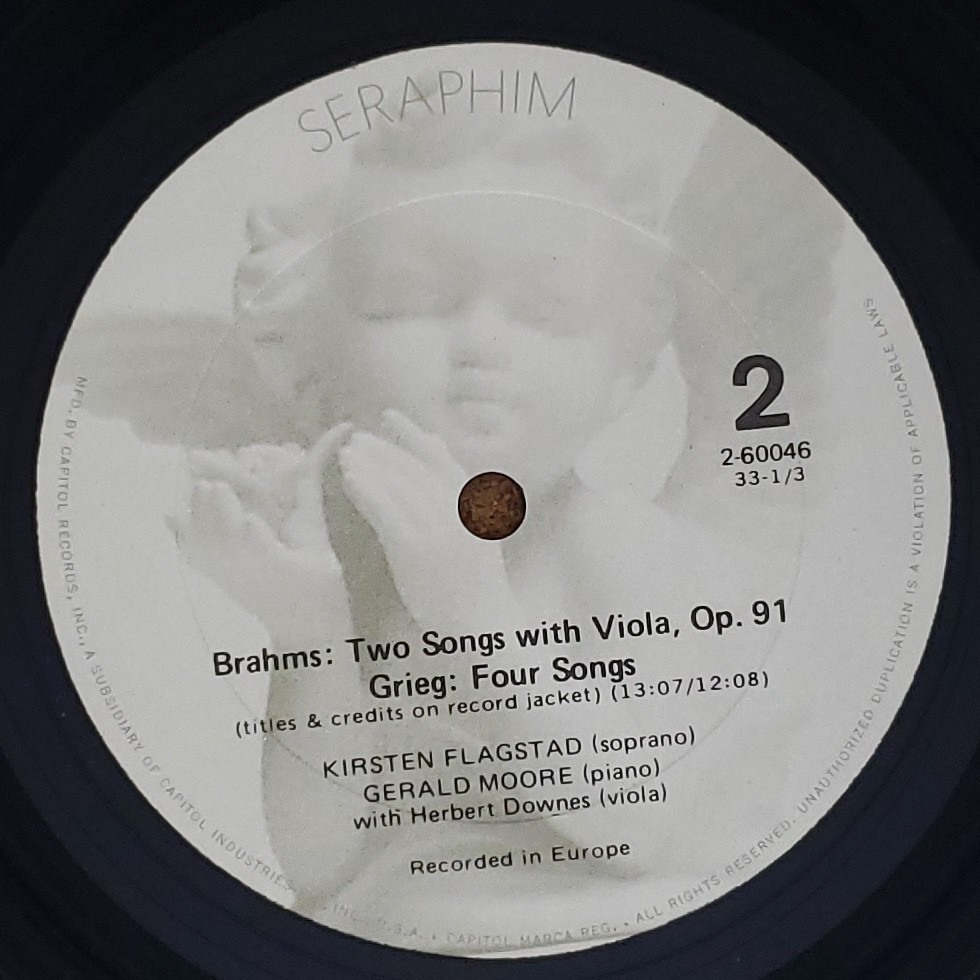 SERAPHIM
2
2-60046
33-1/3
Brahms: Two Songs with Viola, Op. 91
Grieg: Four Songs
(titles & credits on record jacket) (13:07/12:08)
KIRSTEN FLAGSTAD (soprano)
GERALD MOORE (piano)
with Herbert Downes (viola)
Recorded in Europe
MFD. BY CAPITOL RECORDS, INC., A SUBSIDIARY OF CAPITOL INDUSTRIES INC., U.S.A. • CAPITOL MARCA REG. • ALL RIGHTS RESERVED. UNAUTHORIZED DUPLICATION IS A VIOLATION OF APPLICABLE LAWS